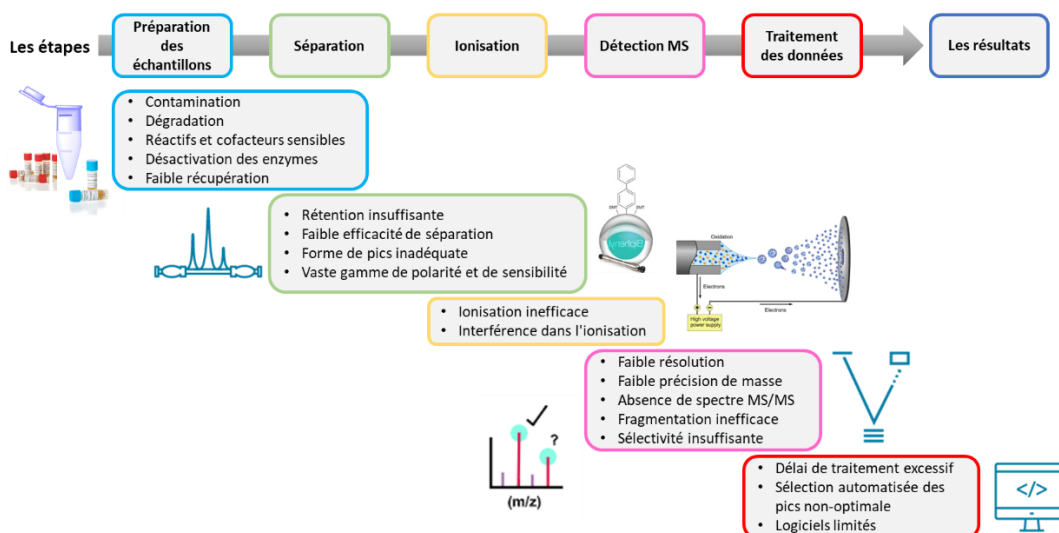 Les étapes
Préparation
des
échantillons
Séparation
Ionisation
Détection MS
Traitement
des données
Les résultats
• Contamination
• Dégradation
• Réactifs et cofacteurs sensibles
• Désactivation des enzymes
• Faible récupération
• Rétention insuffisante
• Faible efficacité de séparation
• Forme de pics inadéquate
• Vaste gamme de polarité et de sensibilité
Oxidation
Electrons
Electrons
High voltage
power supply
• Ionisation inefficace
• Interférence dans l'ionisation
• Faible résolution
• Faible précision de masse
• Absence de spectre MS/MS
• Fragmentation inefficace
• Sélectivité insuffisante
?
(m/z)
• Délai de traitement excessif
• Sélection automatisée des
pics non-optimale
• Logiciels limités
</>